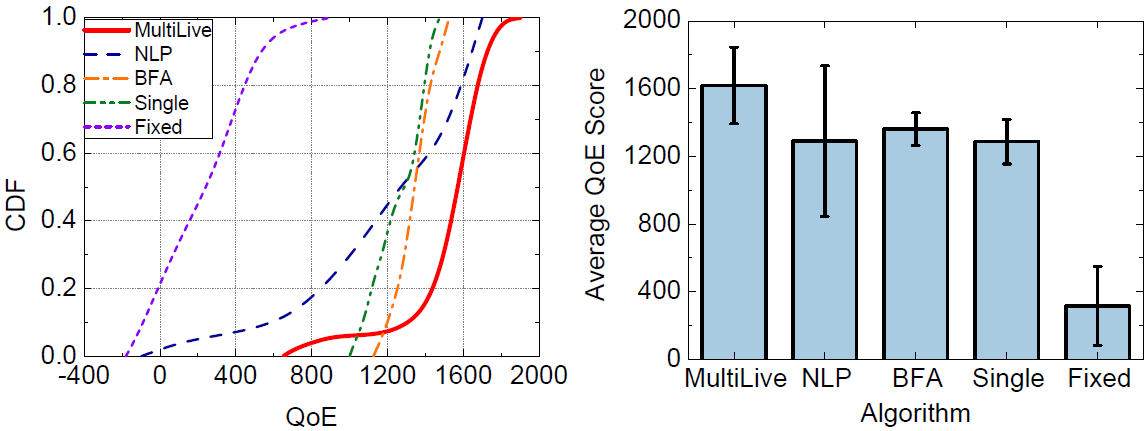 CDF
1.0
0.8
0.6
0.4
0.2
0.0
MultiLive
NLP
BFA
Single
Fixed
-400 0 400 800 1200 1600 2000
QoE
Average QoE Score
2000
1600
1200
800
400
0
MultiLive NLP BFA Single Fixed
Algorithm